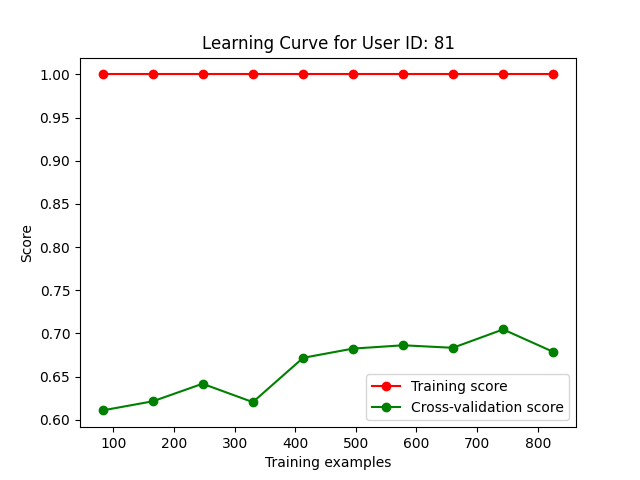 Learning Curve for User ID: 81
1.00
0.95
0.90
0.85
0.80
0.75
0.70
0.65
0.60
Score
100 200 300 400 500 600 700 800
Training examples
Training score
Cross-validation score